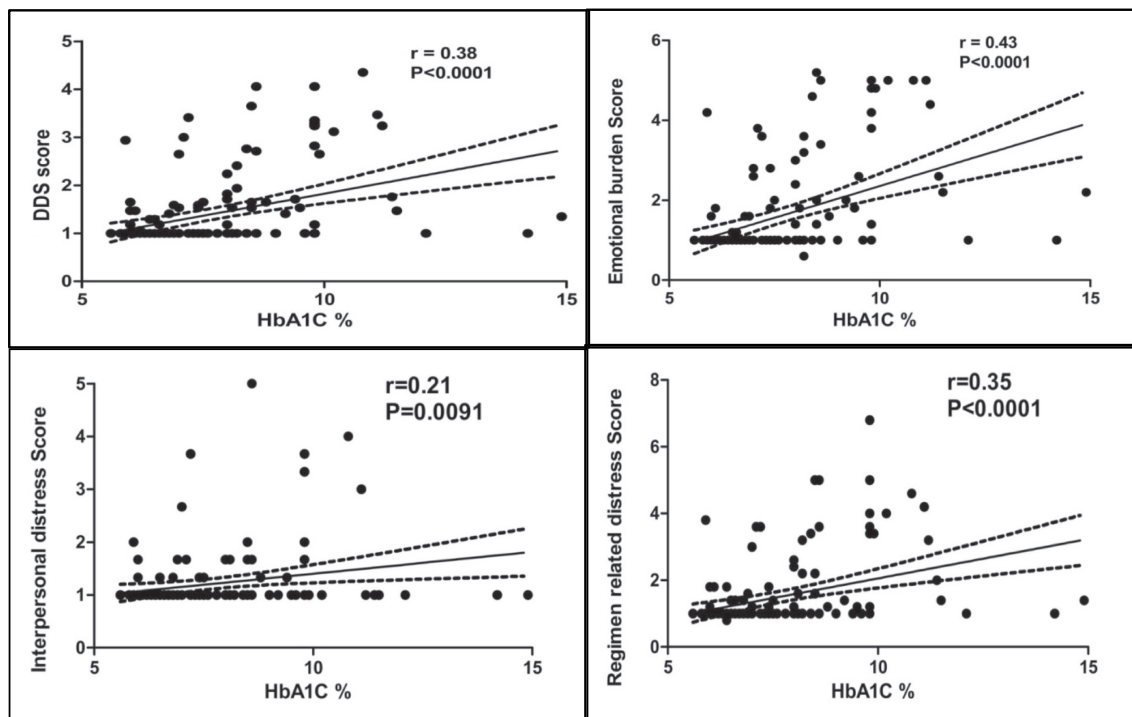 r = 0.38
P<0.0001
DDS score
5
4
3
2
1
0
5
10
15
HbA1C %
r = 0.43
P<0.0001
Emotional burden Score
6
4
2
0
5
10
15
HbA1C %
r=0.21
P=0.0091
Interpersonal distress Score
5
4
3
2
1
0
5
10
15
HbA1C %
r=0.35
P<0.0001
Regimen related distress Score
8
6
4
2
0
5
10
15
HbA1C %